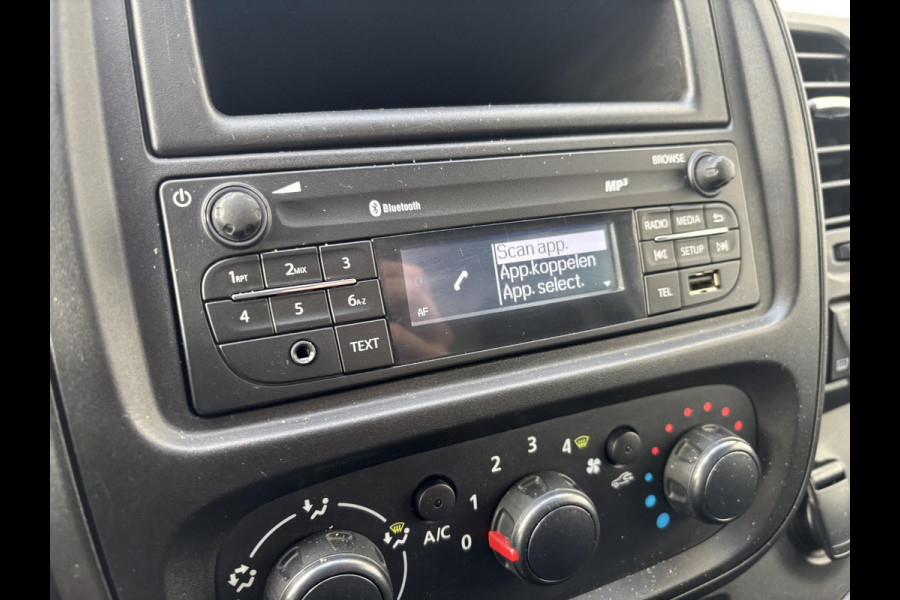 BROWSE
Bluetooth
MP3
Scan app.
App.koppelen
App. select.
AF
1RPT
2MIX
3
4
5
6A-Z
TEXT
RADIO
MEDIA
SETUP
TEL
0
1
2
3
4
A/C